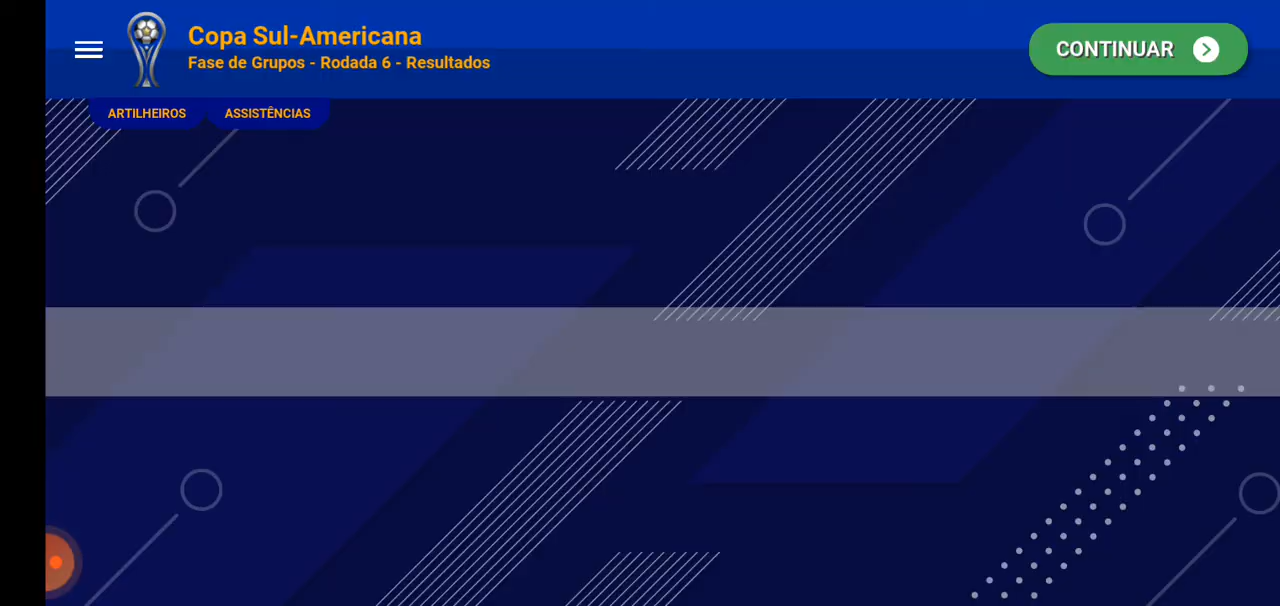 Copa Sul-Americana
Fase de Grupos - Rodada 6 - Resultados
CONTINUAR
ARTILHEIROS
ASSISTÊNCIAS